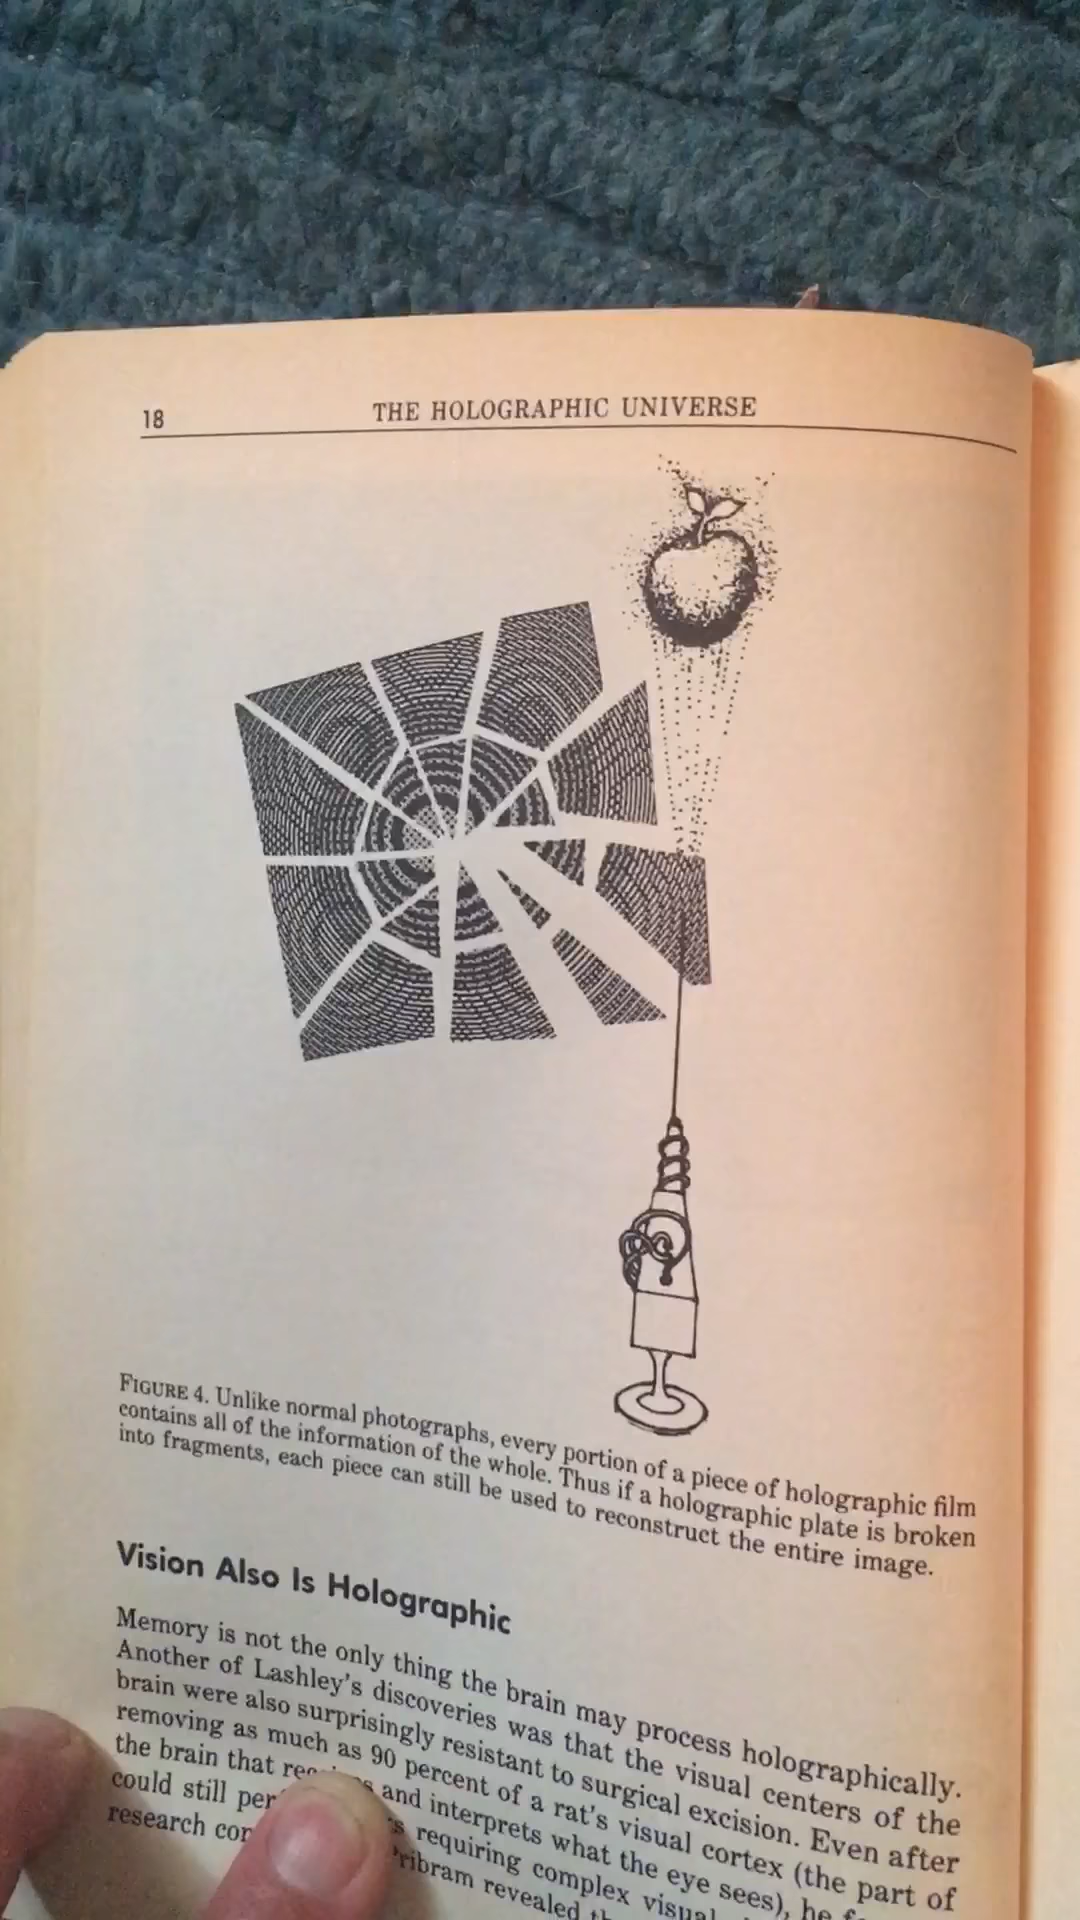 18
THE HOLOGRAPHIC UNIVERSE
FIGURE 4. Unlike normal photographs, every portion of a piece of holographic film
contains all of the information of the whole. Thus if a holographic plate is broken
into fragments, each piece can still be used to reconstruct the entire image.
Vision Also Is Holographic
Memory is not the only thing the brain may process holographically.
Another of Lashley's discoveries was that the visual centers of the
brain were also surprisingly resistant to surgical excision. Even after
removing as much as 90 percent of a rat's visual cortex (the part of
the brain that and interprets what the eye sees), he
could still requiring complex visual
research revealed